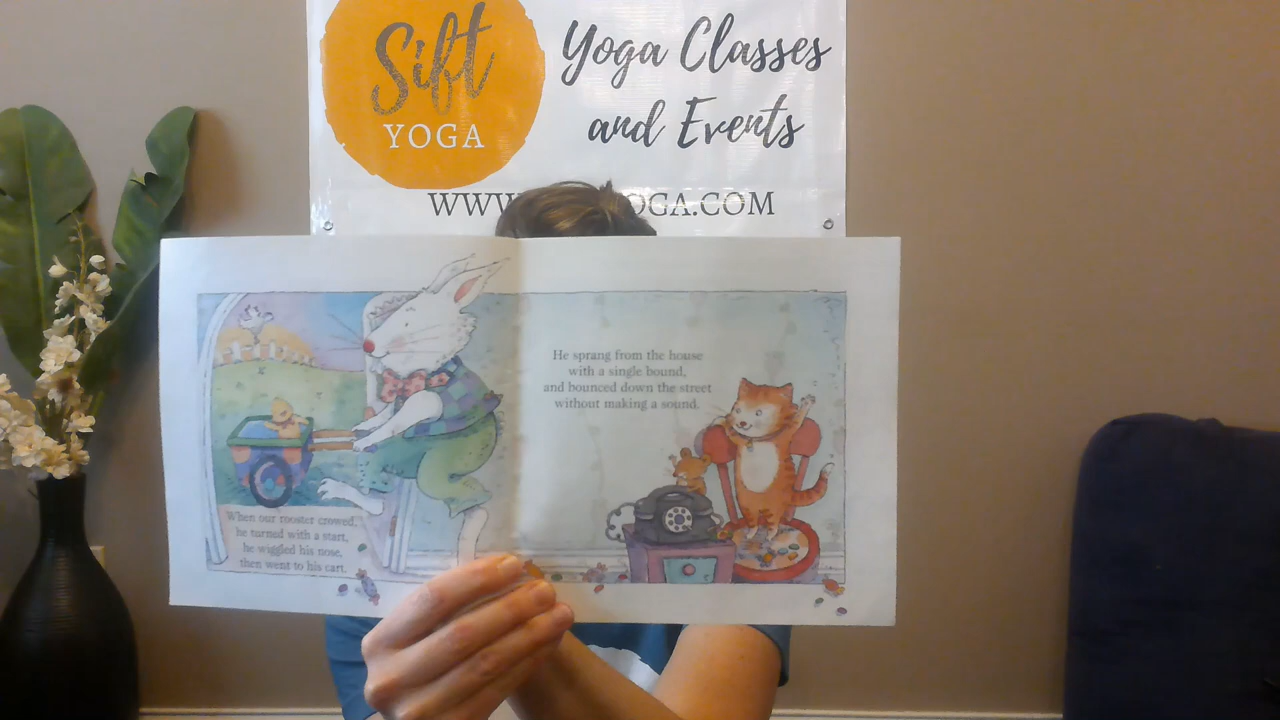 Sift
YOGA
Yoga Classes
and Events
OGA.COM
When our rooster crowed,
he turned with a start,
he wiggled his nose,
then went to his cart.
He sprang from the house
with a single bound,
and bounced down the street
without making a sound.